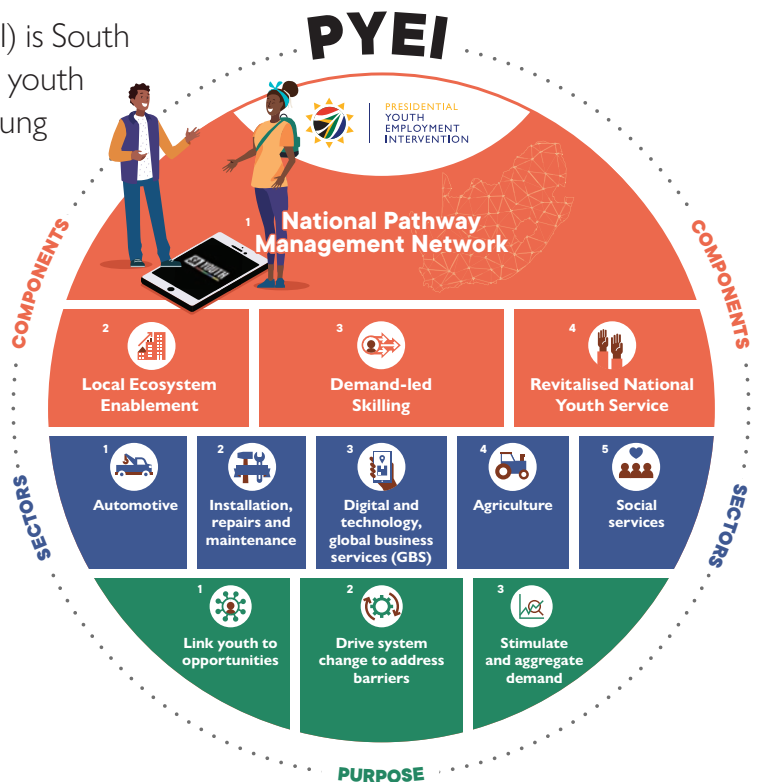 PYEI
I) is South
youth
ung
PRESIDENTIAL
YOUTH
EMPLOYMENT
INTERVENTION
COMPONENTS
COMPONENTS
1
National Pathway
Management Network
YOUTH
2
Local Ecosystem
Enablement
3
Demand-led
Skilling
4
Revitalised National
Youth Service
SECTORS
SECTORS
1
Automotive
2
Installation,
repairs and
maintenance
3
Digital and
technology,
global business
services (GBS)
4
Agriculture
5
Social
services
1
Link youth to
opportunities
2
Drive system
change to address
barriers
3
Stimulate
and aggregate
demand
PURPOSE